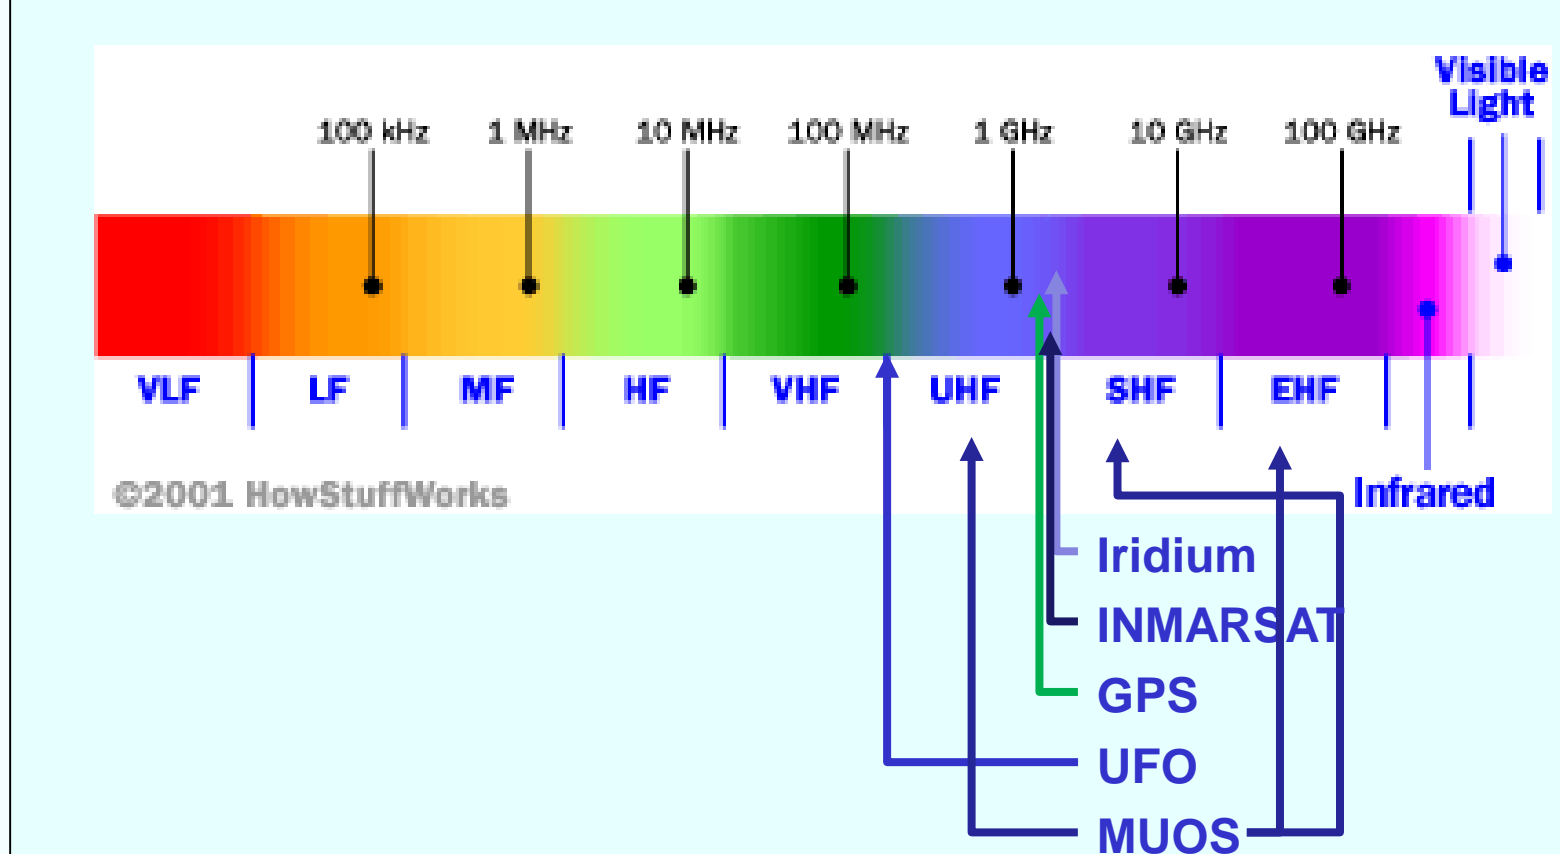 Visible
Light
100 kHz 1 MHz 10 MHz 100 MHz 1 GHz 10 GHz 100 GHz
VLF LF MF HF VHF UHF SHF EHF
©2001 HowStuffWorks
Infrared
Iridium
INMARSAT
GPS
UFO
MUOS